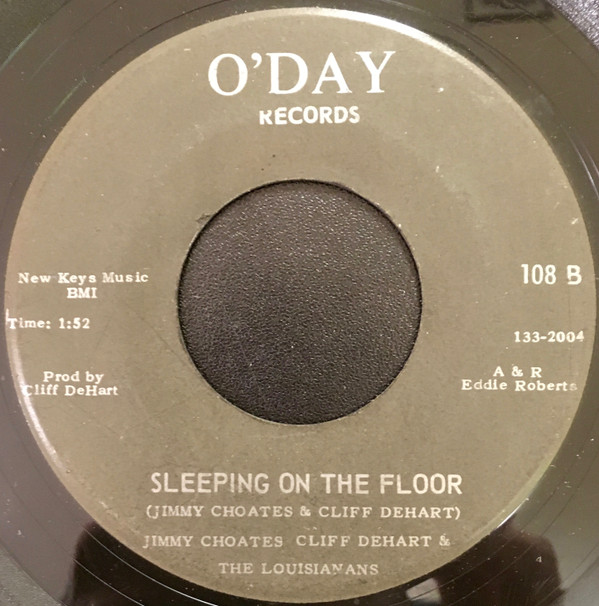 O'DAY
RECORDS
New Keys Music
BMI
Time: 1:52
Prod by
Cliff DeHart
108 B
133-2004
A & R
Eddie Roberts
SLEEPING ON THE FLOOR
(JIMMY CHOATES & CLIFF DEHART)
JIMMY CHOATES CLIFF DEHART &
THE LOUISIANANS